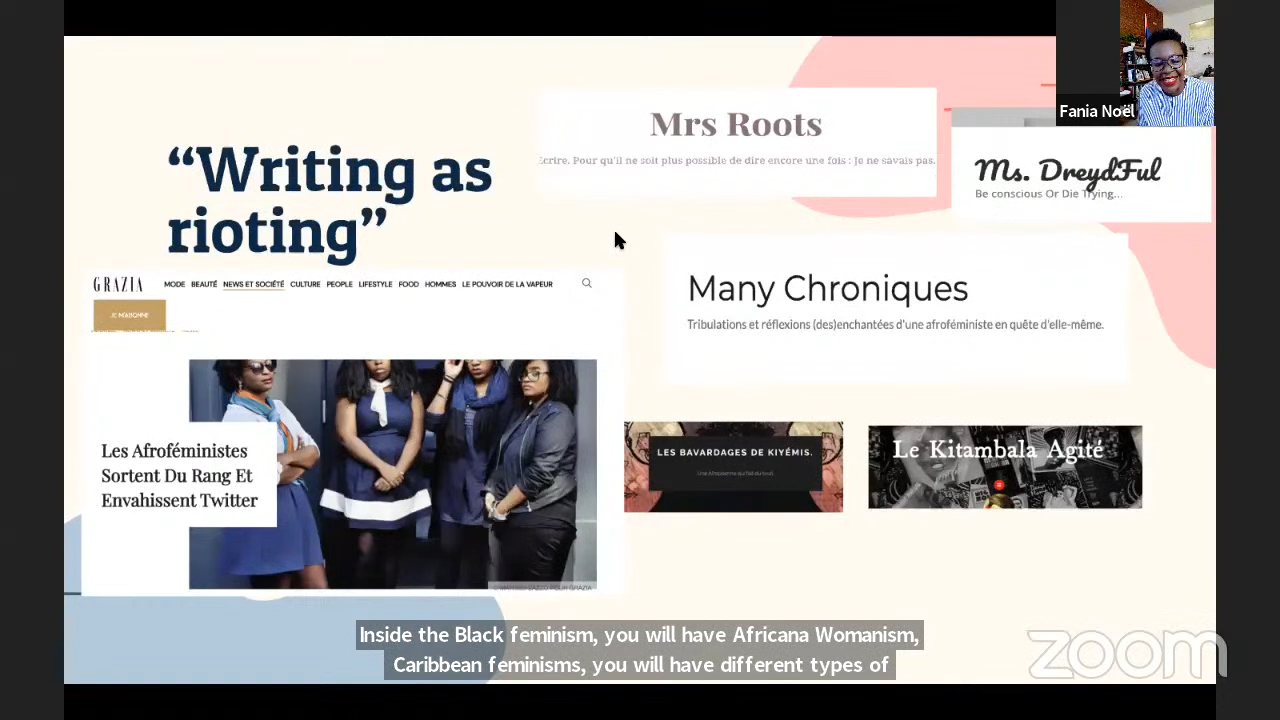 Fania Noël
Mrs Roots
Écrire. Pour qu'il ne soit plus possible de dire encore une fois : Je ne savais pas.
Ms. DreydFul
Be conscious Or Die Trying...
“Writing as
rioting”
GRAZIA MODE BEAUTÉ NEWS ET SOCIÉTÉ CULTURE PEOPLE LIFESTYLE FOOD HOMMES LE POUVOIR DE LA VAPEUR
JE M'ABONNE
Many Chroniques
Tribulations et réflexions (des)enchantées d'une afroféministe en quête d'elle-même.
Les Afroféministes
Sortent Du Rang Et
Envahissent Twitter
LES BAVARDAGES DE KIYÉMIS.
Le Kitambala Agité
Inside the Black feminism, you will have Africana Womanism,
Caribbean feminisms, you will have different types of
zoom